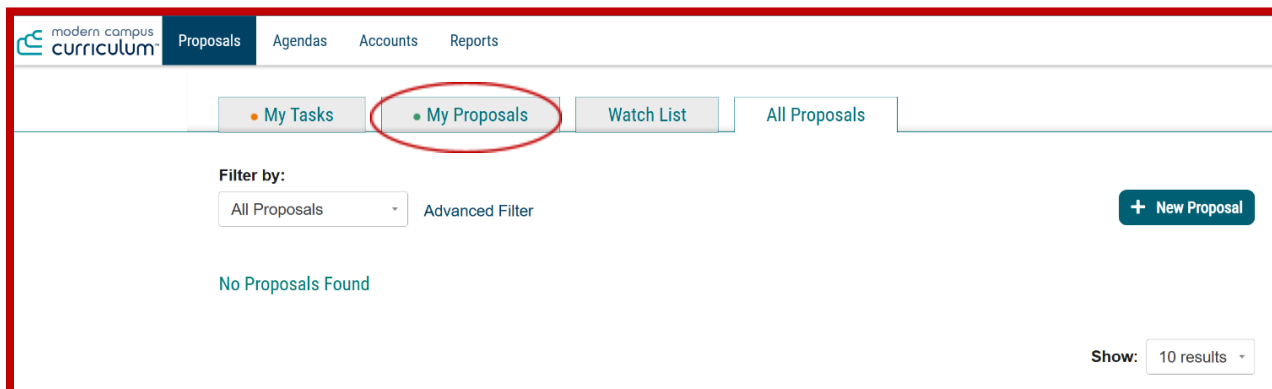 modern campus
curriculum™
Proposals Agendas Accounts Reports
My Tasks My Proposals Watch List All Proposals
Filter by:
All Proposals Advanced Filter + New Proposal
No Proposals Found
Show: 10 results